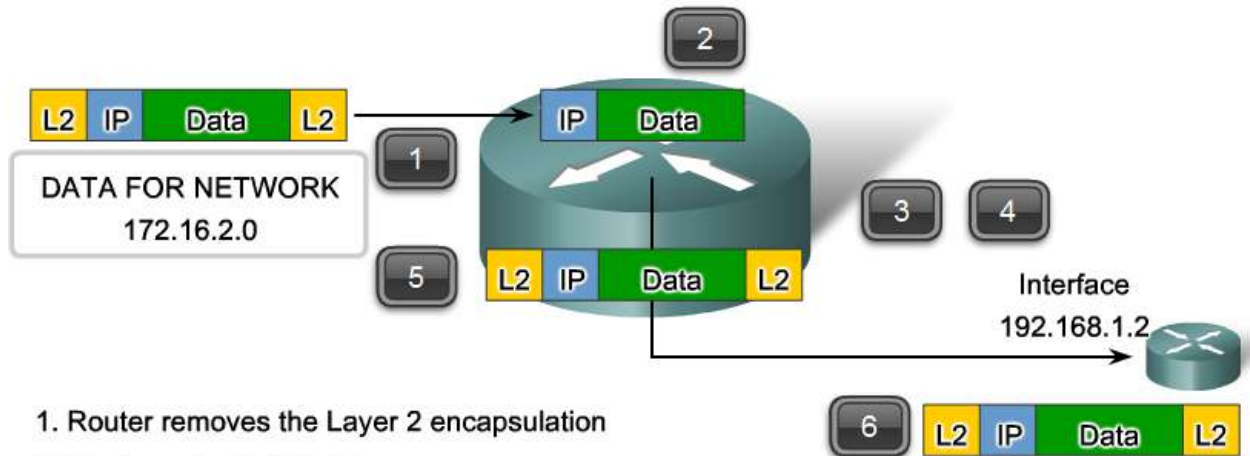 2
L2 IP Data L2
IP Data
1
DATA FOR NETWORK
172.16.2.0
3 4
5
L2 IP Data L2
Interface
192.168.1.2
1. Router removes the Layer 2 encapsulation
6
L2 IP Data L2